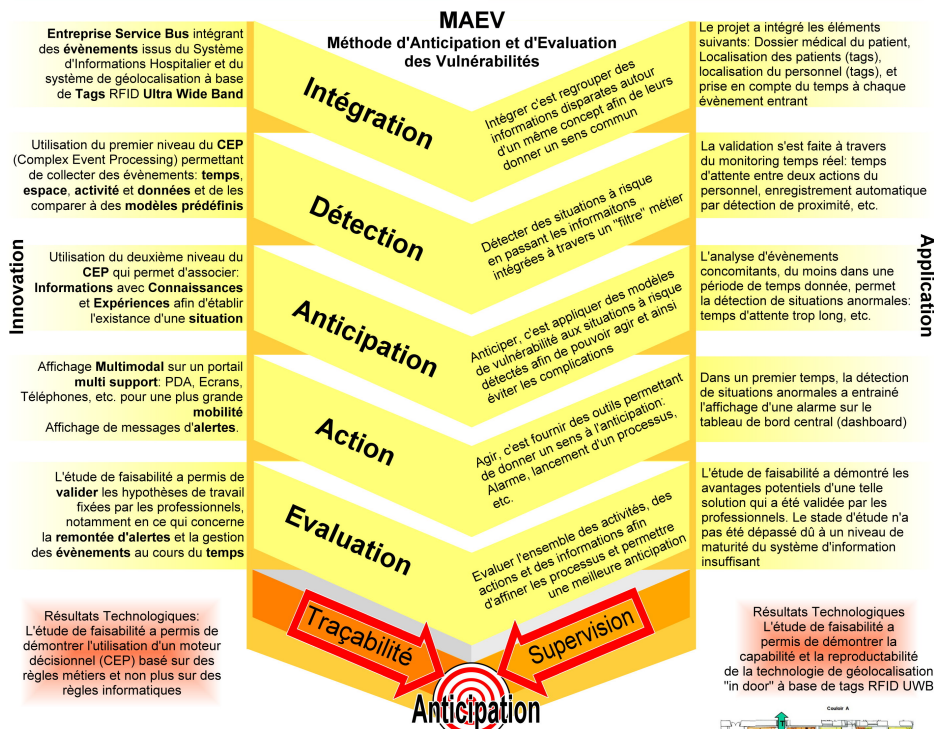 MAEV
Méthode d'Anticipation et d'Evaluation
des Vulnérabilités
Innovation
Application
Entreprise Service Bus intégrant
des évènements issus du Système
d'Informations Hospitalier et du
système de géolocalisation à base
de Tags RFID Ultra Wide Band
Intégration
Intégrer c'est regrouper des
informations disparates autour
d'un même concept afin de leurs
donner un sens commun
Le projet a intégré les éléments
suivants: Dossier médical du patient,
Localisation des patients (tags),
localisation du personnel (tags), et
prise en compte du temps à chaque
évènement entrant
Utilisation du premier niveau du CEP
(Complex Event Processing) permettant
de collecter des évènements: temps,
espace, activité et données et de les
comparer à des modèles prédéfinis
Détection
Détecter des situations à risque
en passant les informaitons
intégrées à travers un "filtre" métier
La validation s'est faite à travers
du monitoring temps réel: temps
d'attente entre deux actions du
personnel, enregistrement automatique
par détection de proximité, etc.
Utilisation du deuxième niveau du
CEP qui permet d'associer:
Informations avec Connaissances
et Expériences afin d'établir
l'existance d'une situation
Anticipation
Anticiper, c'est appliquer des modèles
de vulnérabilité aux situations à risque
détectés afin de pouvoir agir et ainsi
éviter les complications
L'analyse d'évènements
concomitants, du moins dans une
période de temps donnée, permet
la détection de situations anormales:
temps d'attente trop long, etc.
Affichage Multimodal sur un portail
multi support: PDA, Ecrans,
Téléphones, etc. pour une plus grande
mobilité
Affichage de messages d'alertes.
Action
Agir, c'est fournir des outils permettant
de donner un sens à l'anticipation:
Alarme, lancement d'un processus,
etc.
Dans un premier temps, la détection
de situations anormales a entrainé
l'affichage d'une alarme sur le
tableau de bord central (dashboard)
L'étude de faisabilité a permis de
valider les hypothèses de travail
fixées par les professionnels,
notamment en ce qui concerne
la remontée d'alertes et la gestion
des évènements au cours du temps
Evaluation
Evaluer l'ensemble des activités, des
actions et des informations afin
d'affiner les processus et permettre
une meilleure anticipation
L'étude de faisabilité a démontré les
avantages potentiels d'une telle
solution qui a été validée par les
professionnels. Le stade d'étude n'a
pas été dépassé dû à un niveau de
maturité du système d'information
insuffisant
Résultats Technologiques:
L'étude de faisabilité a permis de
démontrer l'utilisation d'un moteur
décisionnel (CEP) basé sur des
règles métiers et non plus sur des
règles informatiques
Traçabilité
Supervision
Anticipation
Résultats Technologiques
L'étude de faisabilité a
permis de démontrer la
capabilité et la reproductabilité
de la technologie de géolocalisation
"in door" à base de tags RFID UWB
Couloir A